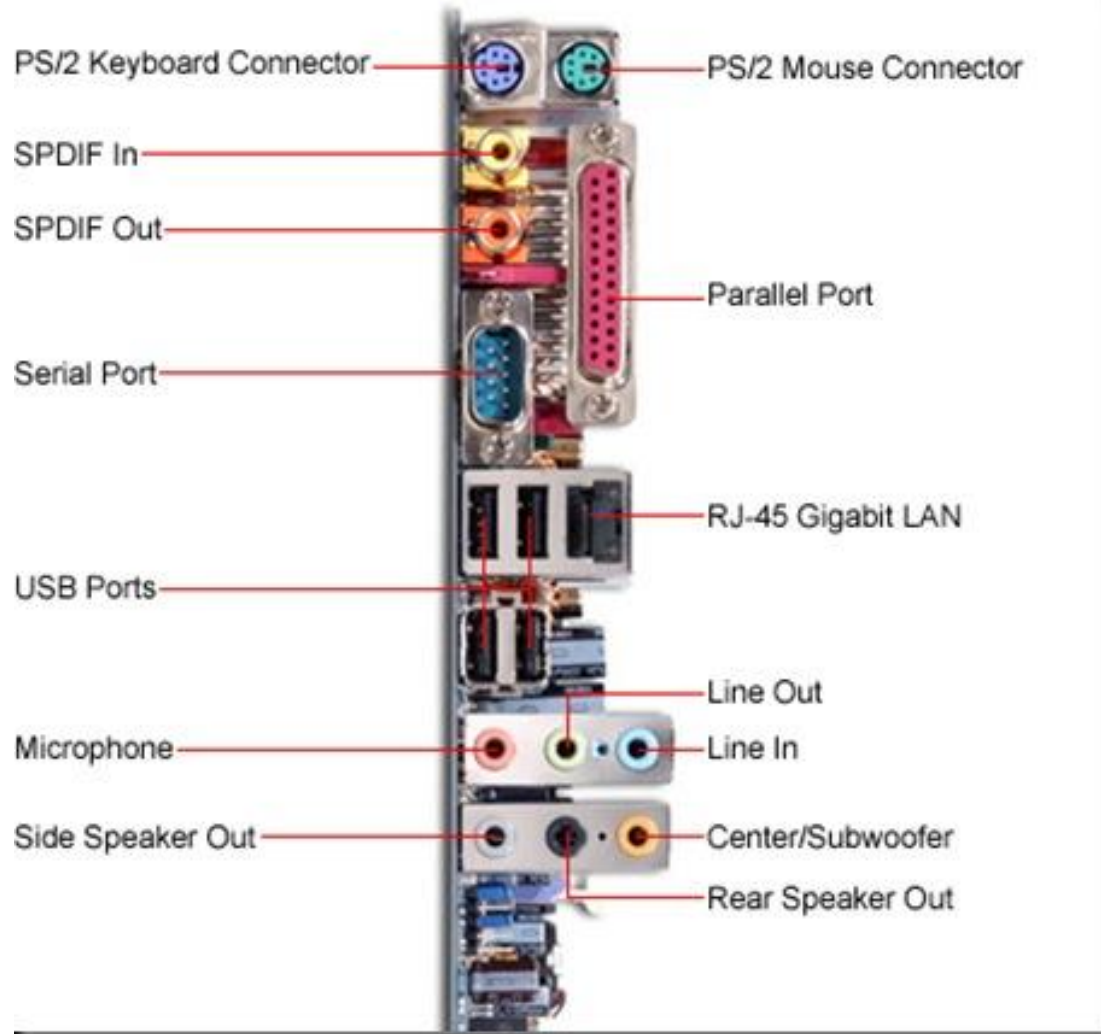 PS/2 Keyboard Connector
PS/2 Mouse Connector
SPDIF In
SPDIF Out
Parallel Port
Serial Port
RJ-45 Gigabit LAN
USB Ports
Line Out
Microphone
Line In
Side Speaker Out
Center/Subwoofer
Rear Speaker Out